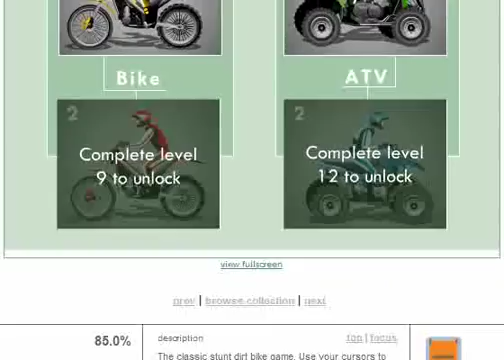 Bike
ATV
2
2
Complete level
9 to unlock
Complete level
12 to unlock
view fullscreen
prev | browse collection | next
85.0%
description
top | focus
The classic stunt dirt bike game. Use your cursors to